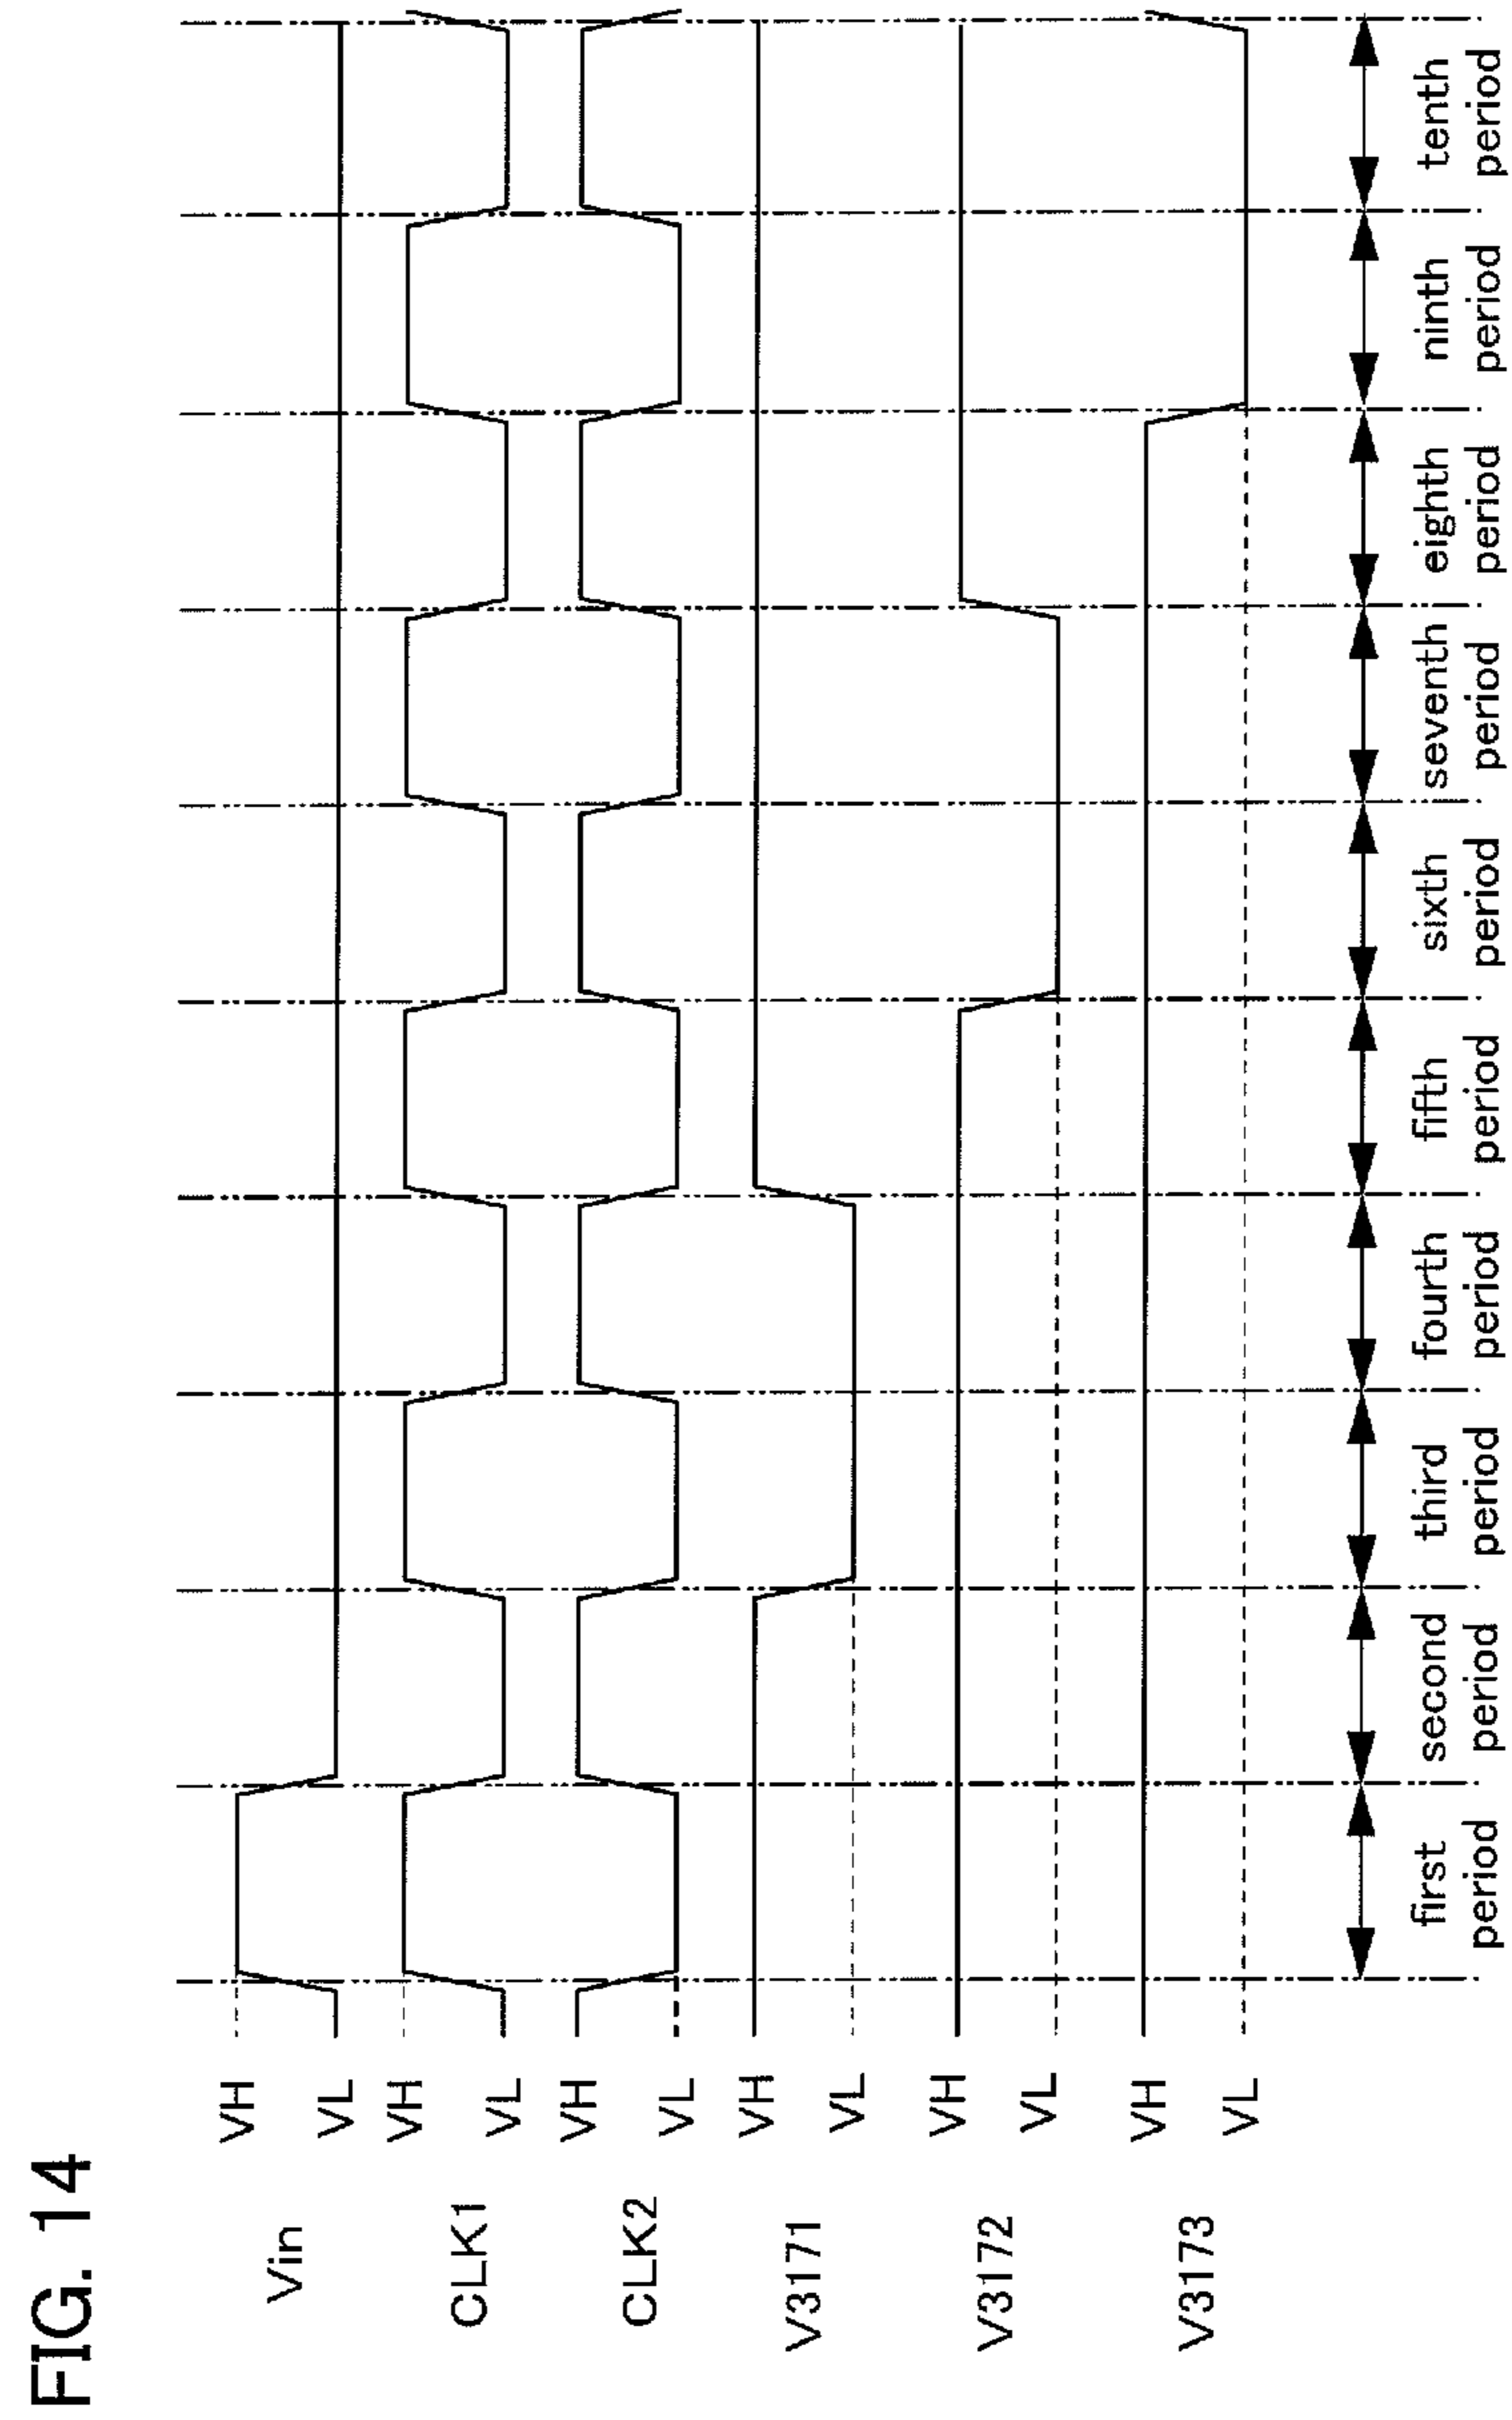 FIG. 14
Vin
VH
VL
CLK1
VH
VL
CLK2
VH
VL
V3171
VH
VL
V3172
VH
VL
V3173
VH
VL
first
period
second
period
third
period
fourth
period
fifth
period
sixth
period
seventh
period
eighth
period
ninth
period
tenth
period